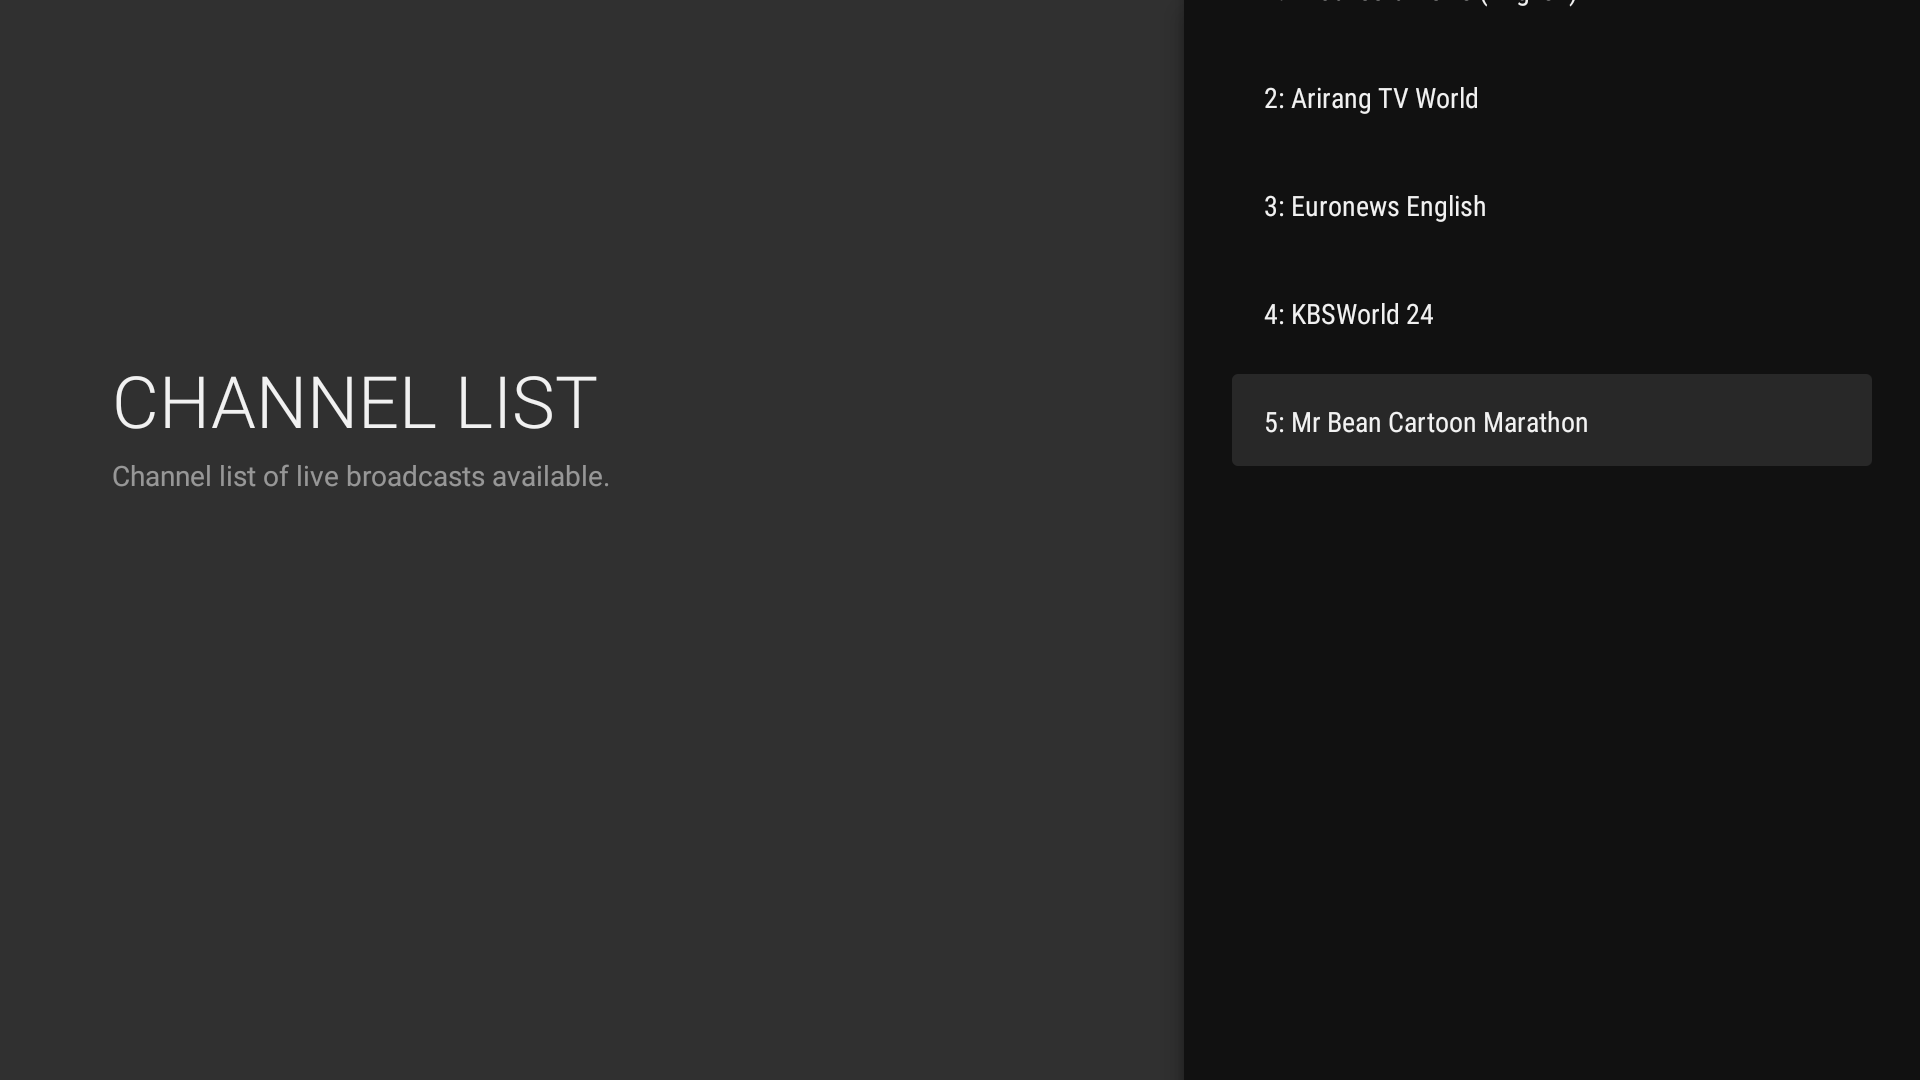 CHANNEL LIST
Channel list of live broadcasts available.
2: Arirang TV World
3: Euronews English
4: KBSWorld 24
5: Mr Bean Cartoon Marathon